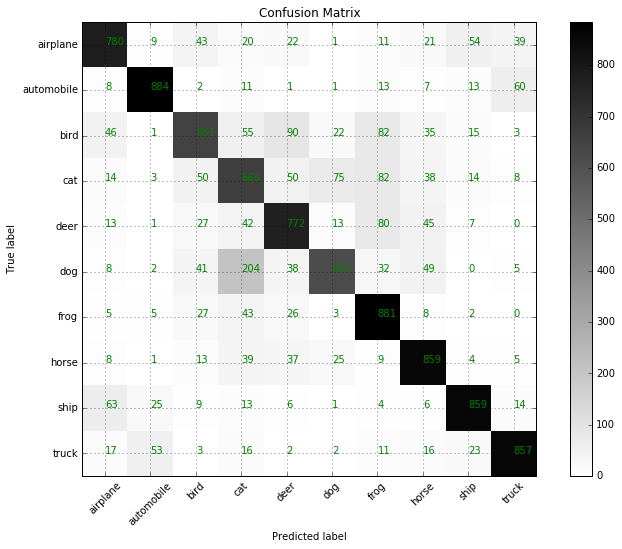 Confusion Matrix
airplane 780 9 43 20 22 1 11 21 54 39
automobile 8 884 2 11 1 1 13 7 13 60
bird 46 1 55 90 22 82 35 15 3
cat 14 3 50 666 50 75 82 38 14 8
deer 13 1 27 42 772 13 80 45 7 0
dog 8 2 41 204 38 32 49 0 5
frog 5 5 27 43 26 3 881 8 2 0
horse 8 1 13 39 37 25 9 859 4 5
ship 63 25 9 13 6 1 4 6 859 14
truck 17 53 3 16 2 2 11 16 23 857
airplane automobile bird cat deer dog frog horse ship truck
Predicted label
True label
800
700
600
500
400
300
200
100
0